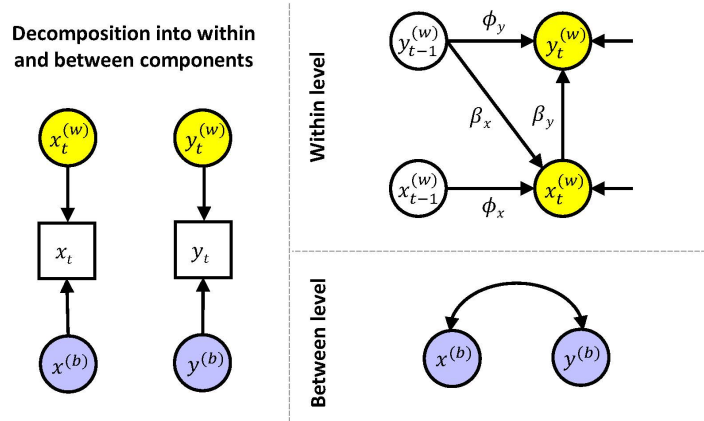 Decomposition into within
and between components
x_t^{(w)} y_t^{(w)}
x_t y_t
x^{(b)} y^{(b)}
Within level
y_{t-1}^{(w)} ϕ_y y_t^{(w)}
β_x β_y
x_{t-1}^{(w)} ϕ_x x_t^{(w)}
Between level
x^{(b)} y^{(b)}